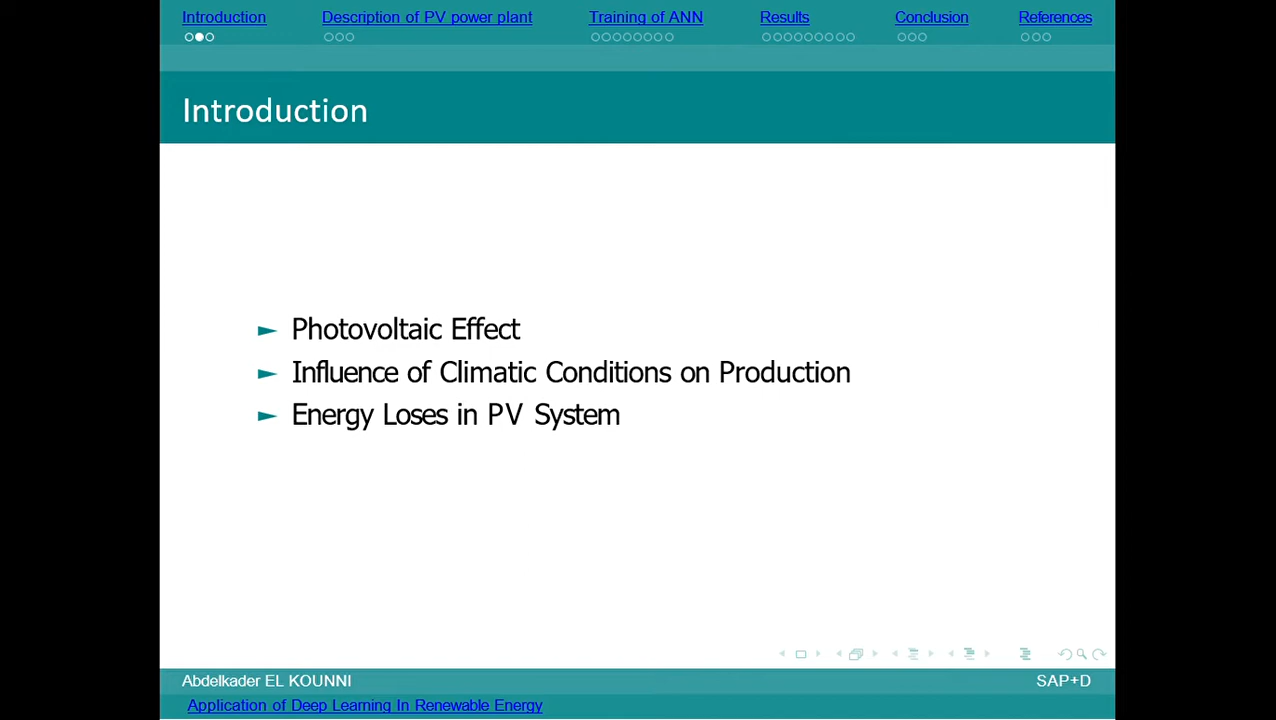 Introduction Description of PV power plant Training of ANN Results Conclusion References
Introduction
Photovoltaic Effect
Influence of Climatic Conditions on Production
Energy Loses in PV System
Abdelkader EL KOUNNI SAP+D
Application of Deep Learning In Renewable Energy